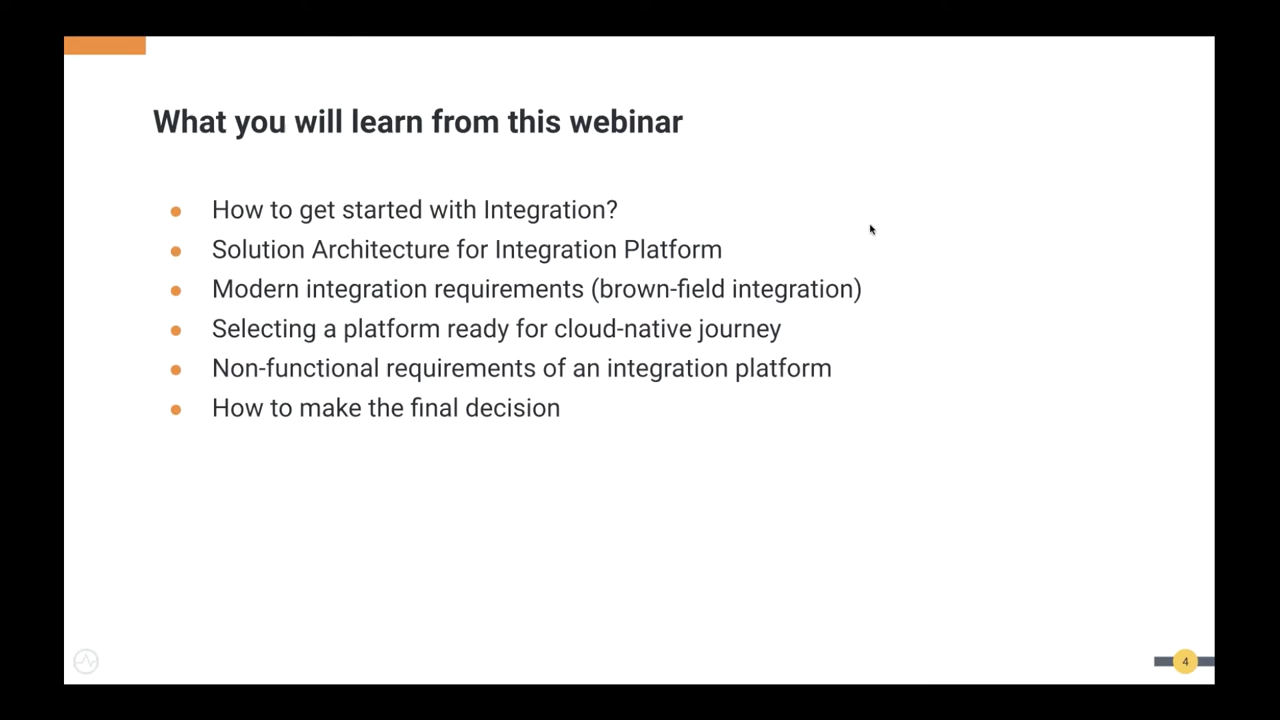 What you will learn from this webinar
How to get started with Integration?
Solution Architecture for Integration Platform
Modern integration requirements (brown-field integration)
Selecting a platform ready for cloud-native journey
Non-functional requirements of an integration platform
How to make the final decision
4